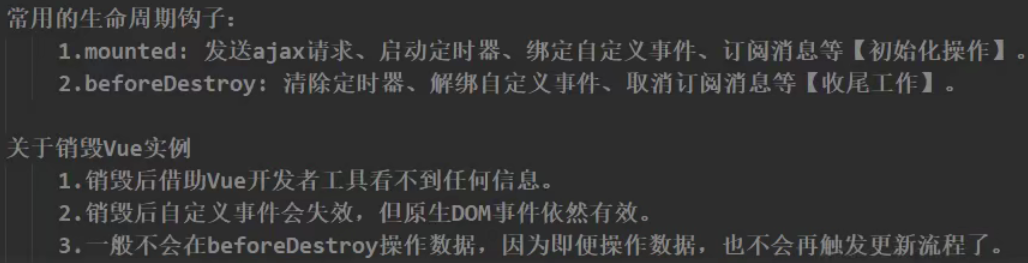 常用的生命周期钩子：
1.mounted: 发送ajax请求、启动定时器、绑定自定义事件、订阅消息等【初始化操作】。
2.beforeDestroy: 清除定时器、解绑自定义事件、取消订阅消息等【收尾工作】。
关于销毁Vue实例
1.销毁后借助Vue开发者工具看不到任何信息。
2.销毁后自定义事件会失效，但原生DOM事件依然有效。
3.一般不会在beforeDestroy操作数据，因为即便操作数据，也不会再触发更新流程了。